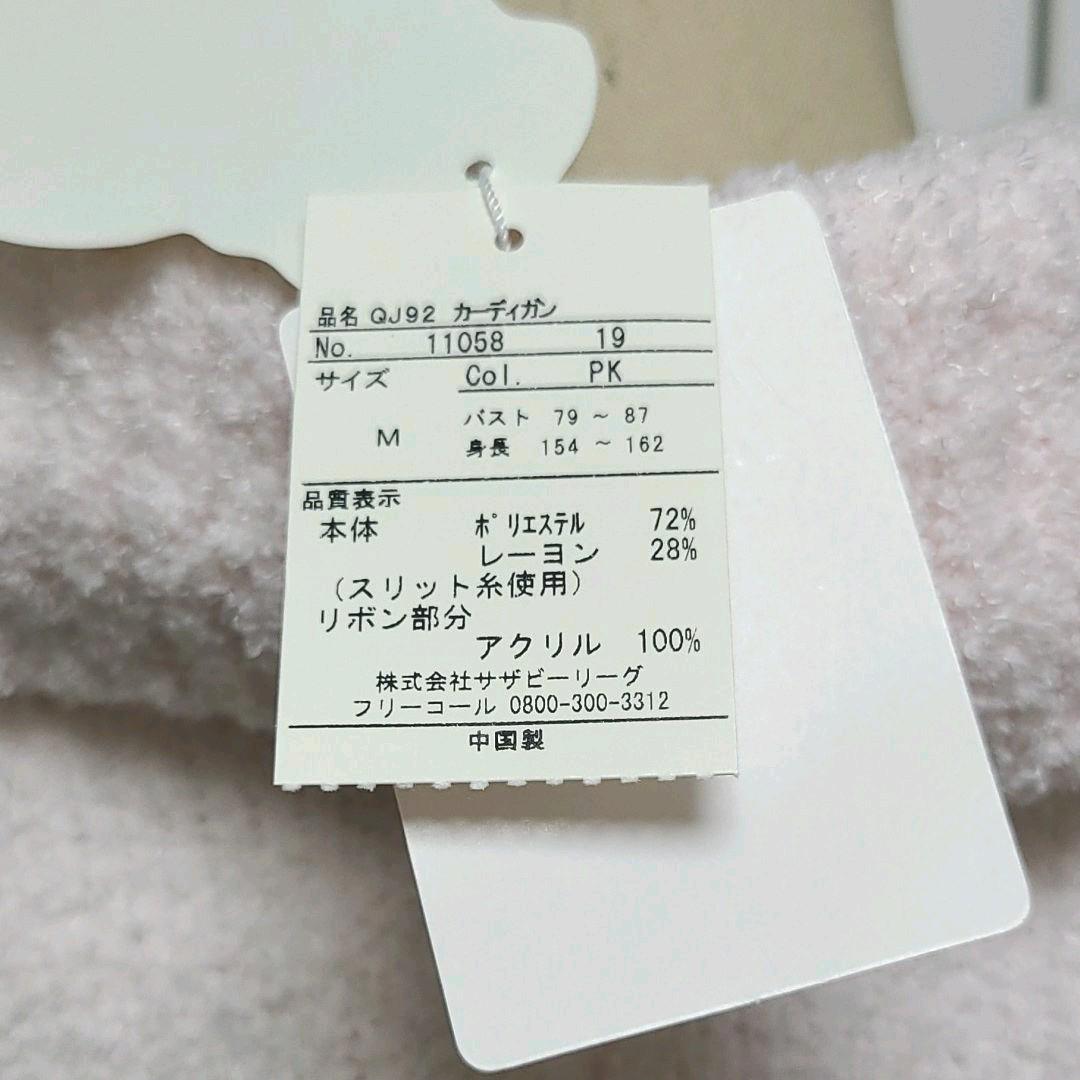 品名 QJ92 カーディガン
No. 11058 19
サイズ Col. PK
M バスト 79 ~ 87
身長 154 ~ 162
品質表示
本体 ポリエステル 72%
レーヨン 28%
(スリット糸使用)
リボン部分
アクリル 100%
株式会社サザビーリーグ
フリーコール 0800-300-3312
中国製